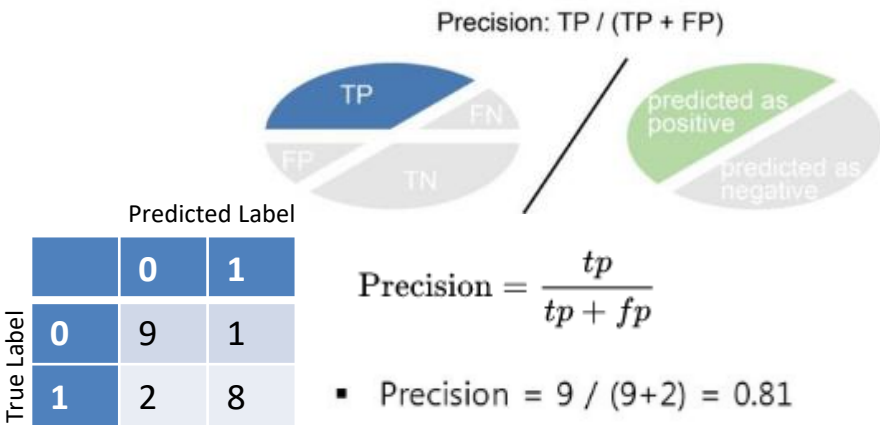 Precision: TP / (TP + FP)
TP
FN
FP
TN
predicted as
positive
predicted as
negative
Predicted Label
True Label
0 1
0 9 1
1 2 8
Precision = tp / (tp + fp)
▪ Precision = 9 / (9+2) = 0.81